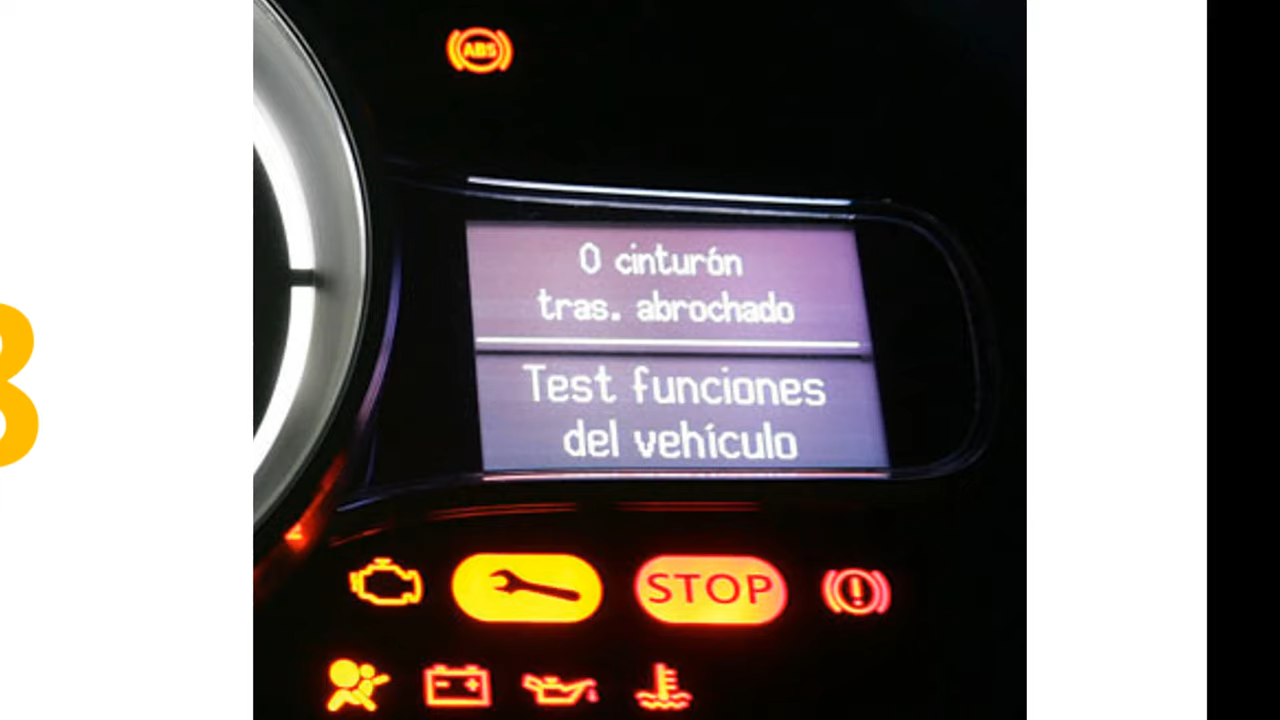 ABS
0 cinturón
tras. abrochado
Test funciones
del vehículo
STOP